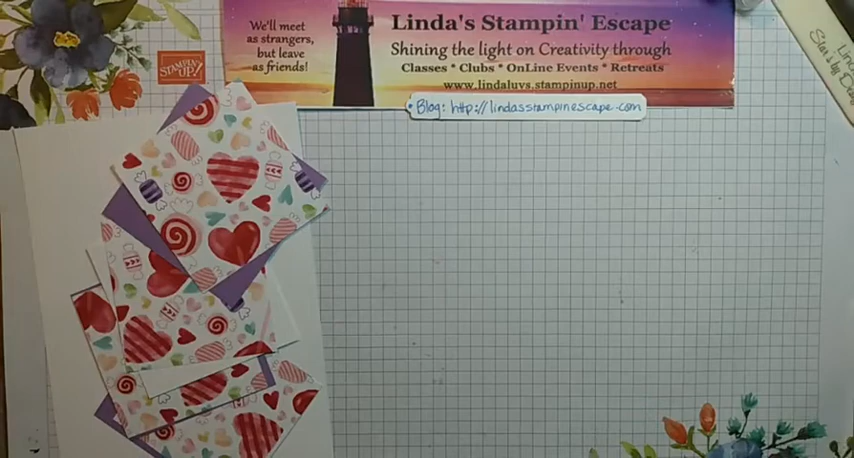 We'll meet
as strangers,
but leave
as friends!
Linda's Stampin' Escape
Shining the light on Creativity through
Classes * Clubs * OnLine Events * Retreats
www.lindaluvs.stampinup.net
Blog: http://lindasstampinescape.com
STAMPIN' UP!